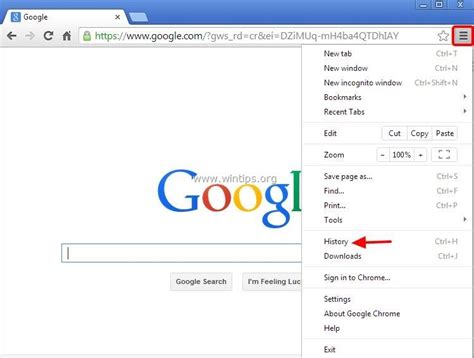 Google
https://www.google.com/?gws_rd=cr&ei=DZiMUq-mH4ba4QTDhIAY
New tab Ctrl+T
New window Ctrl+N
New incognito window Ctrl+Shift+N
Bookmarks
Recent Tabs
Edit Cut Copy Paste
Zoom - 100% +
Save page as... Ctrl+S
Find... Ctrl+F
Print... Ctrl+P
Tools
History Ctrl+H
Downloads Ctrl+J
Sign in to Chrome...
Settings
About Google Chrome
Help
Exit
www.wintips.org
Googl
Google Search I'm Feeling Luc